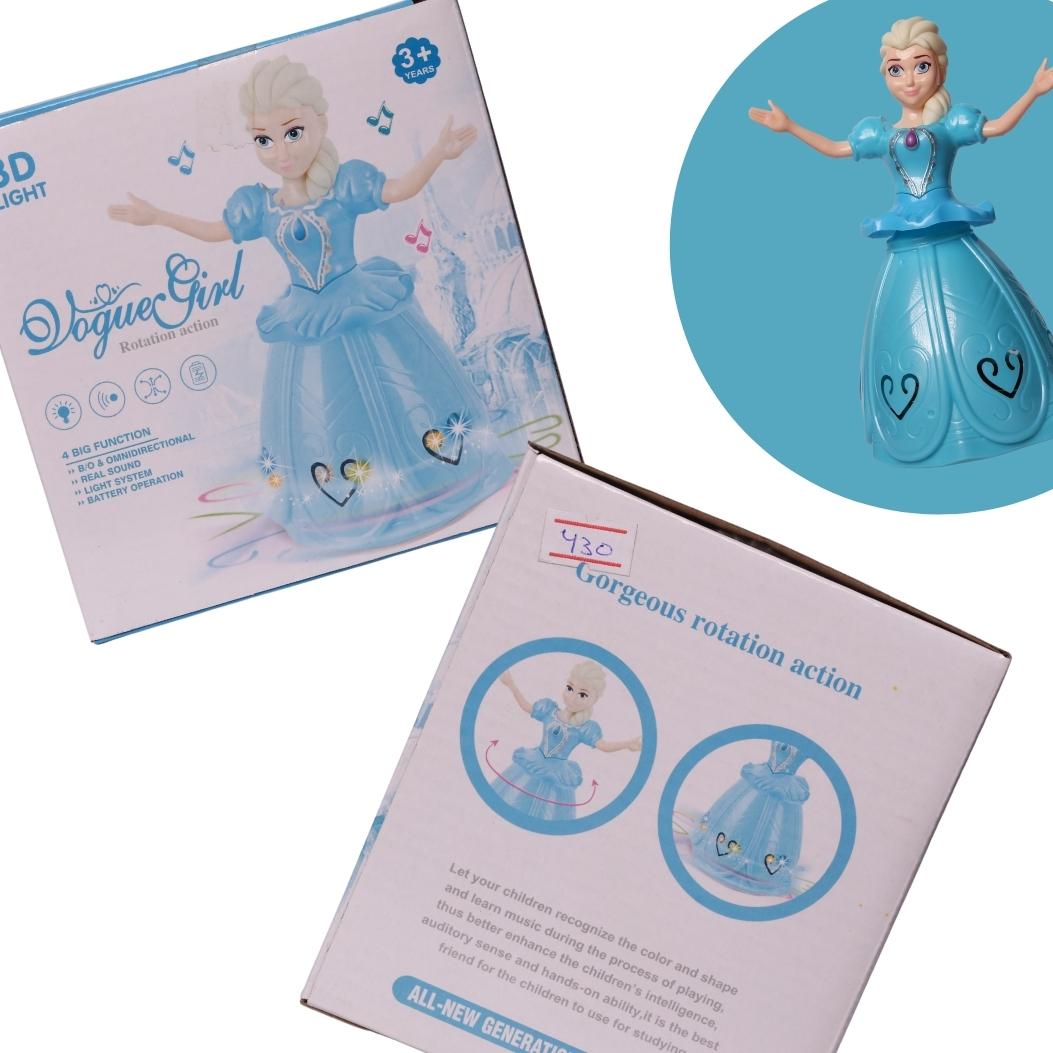 3+
YEARS
3D
LIGHT
Vogue Girl
Rotation action
4 BIG FUNCTION
›› B/O & OMNIDIRECTIONAL
›› REAL SOUND
›› LIGHT SYSTEM
›› BATTERY OPERATION
430
Gorgeous rotation action
Let your children recognize the color and shape
and learn music during the process of playing,
thus better enhance the children's intelligence,
auditory sense and hands-on ability,it is the best
friend for the children to use for studying
ALL-NEW